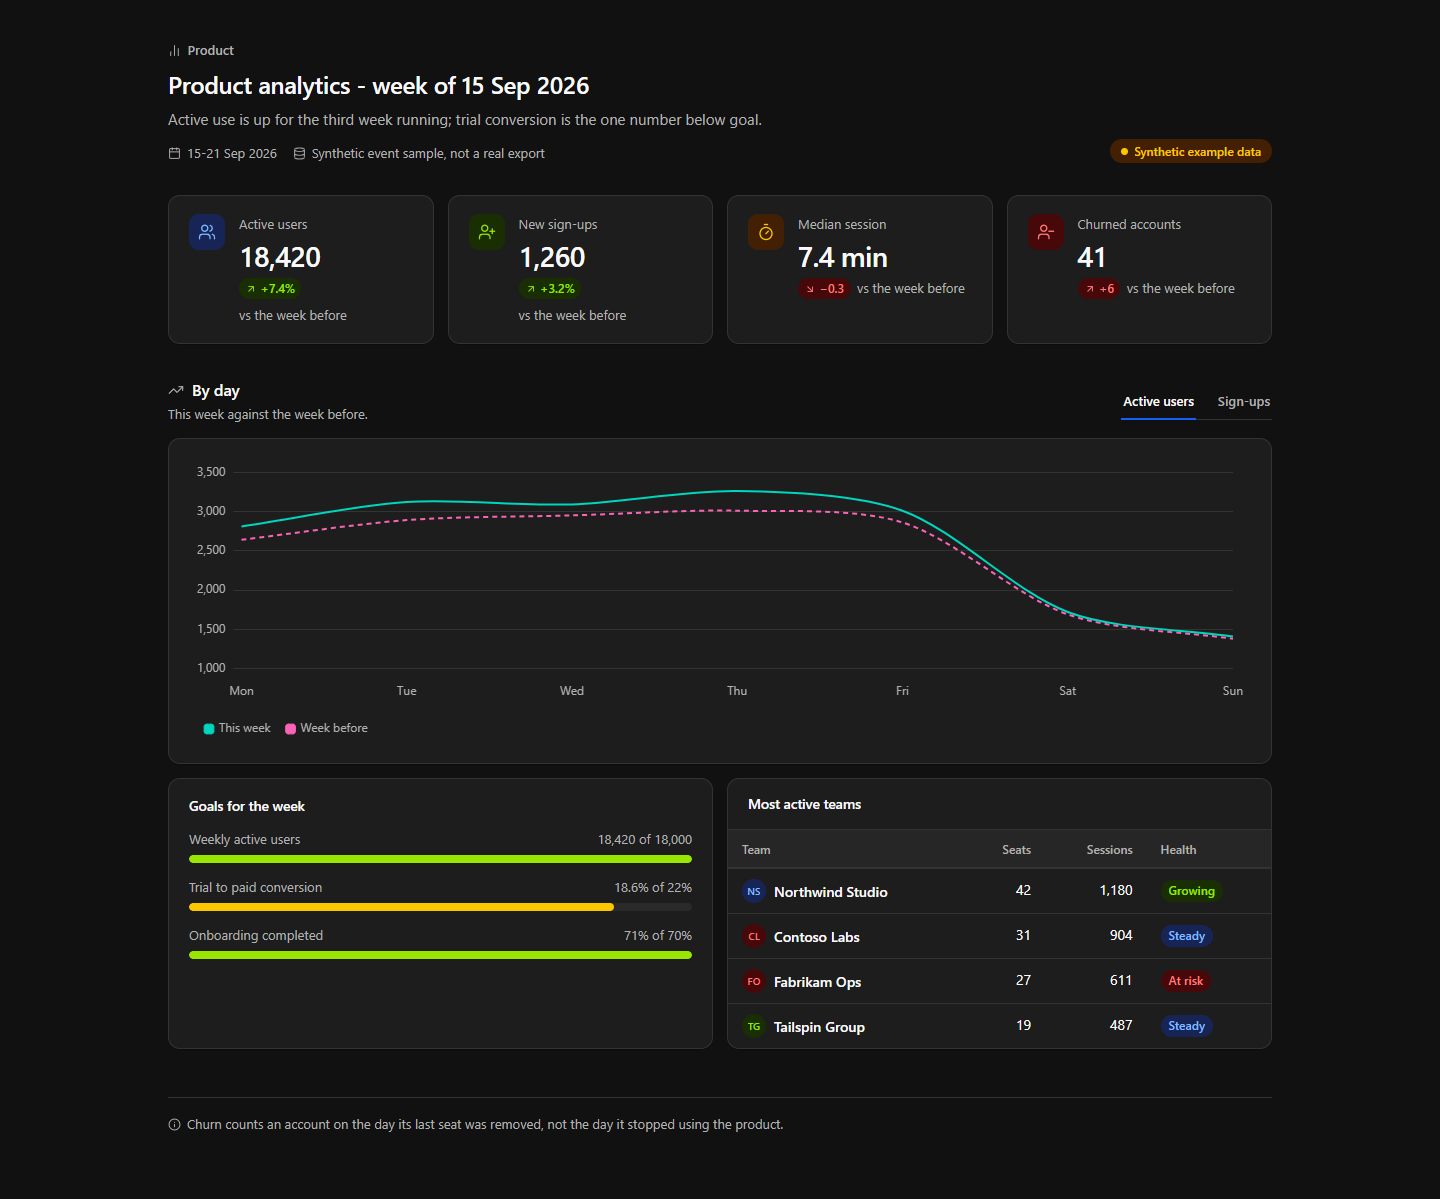 Product
Product analytics - week of 15 Sep 2026
Active use is up for the third week running; trial conversion is the one number below goal.
15-21 Sep 2026
Synthetic event sample, not a real export
Synthetic example data
Active users
18,420
+7.4%
vs the week before
New sign-ups
1,260
+3.2%
vs the week before
Median session
7.4 min
−0.3 vs the week before
Churned accounts
41
+6 vs the week before
By day
This week against the week before.
Active users
Sign-ups
3,500
3,000
2,500
2,000
1,500
1,000
Mon Tue Wed Thu Fri Sat Sun
This week
Week before
Goals for the week
Weekly active users 18,420 of 18,000
Trial to paid conversion 18.6% of 22%
Onboarding completed 71% of 70%
Most active teams
Team Seats Sessions Health
NS Northwind Studio 42 1,180 Growing
CL Contoso Labs 31 904 Steady
FO Fabrikam Ops 27 611 At risk
TG Tailspin Group 19 487 Steady
Churn counts an account on the day its last seat was removed, not the day it stopped using the product.